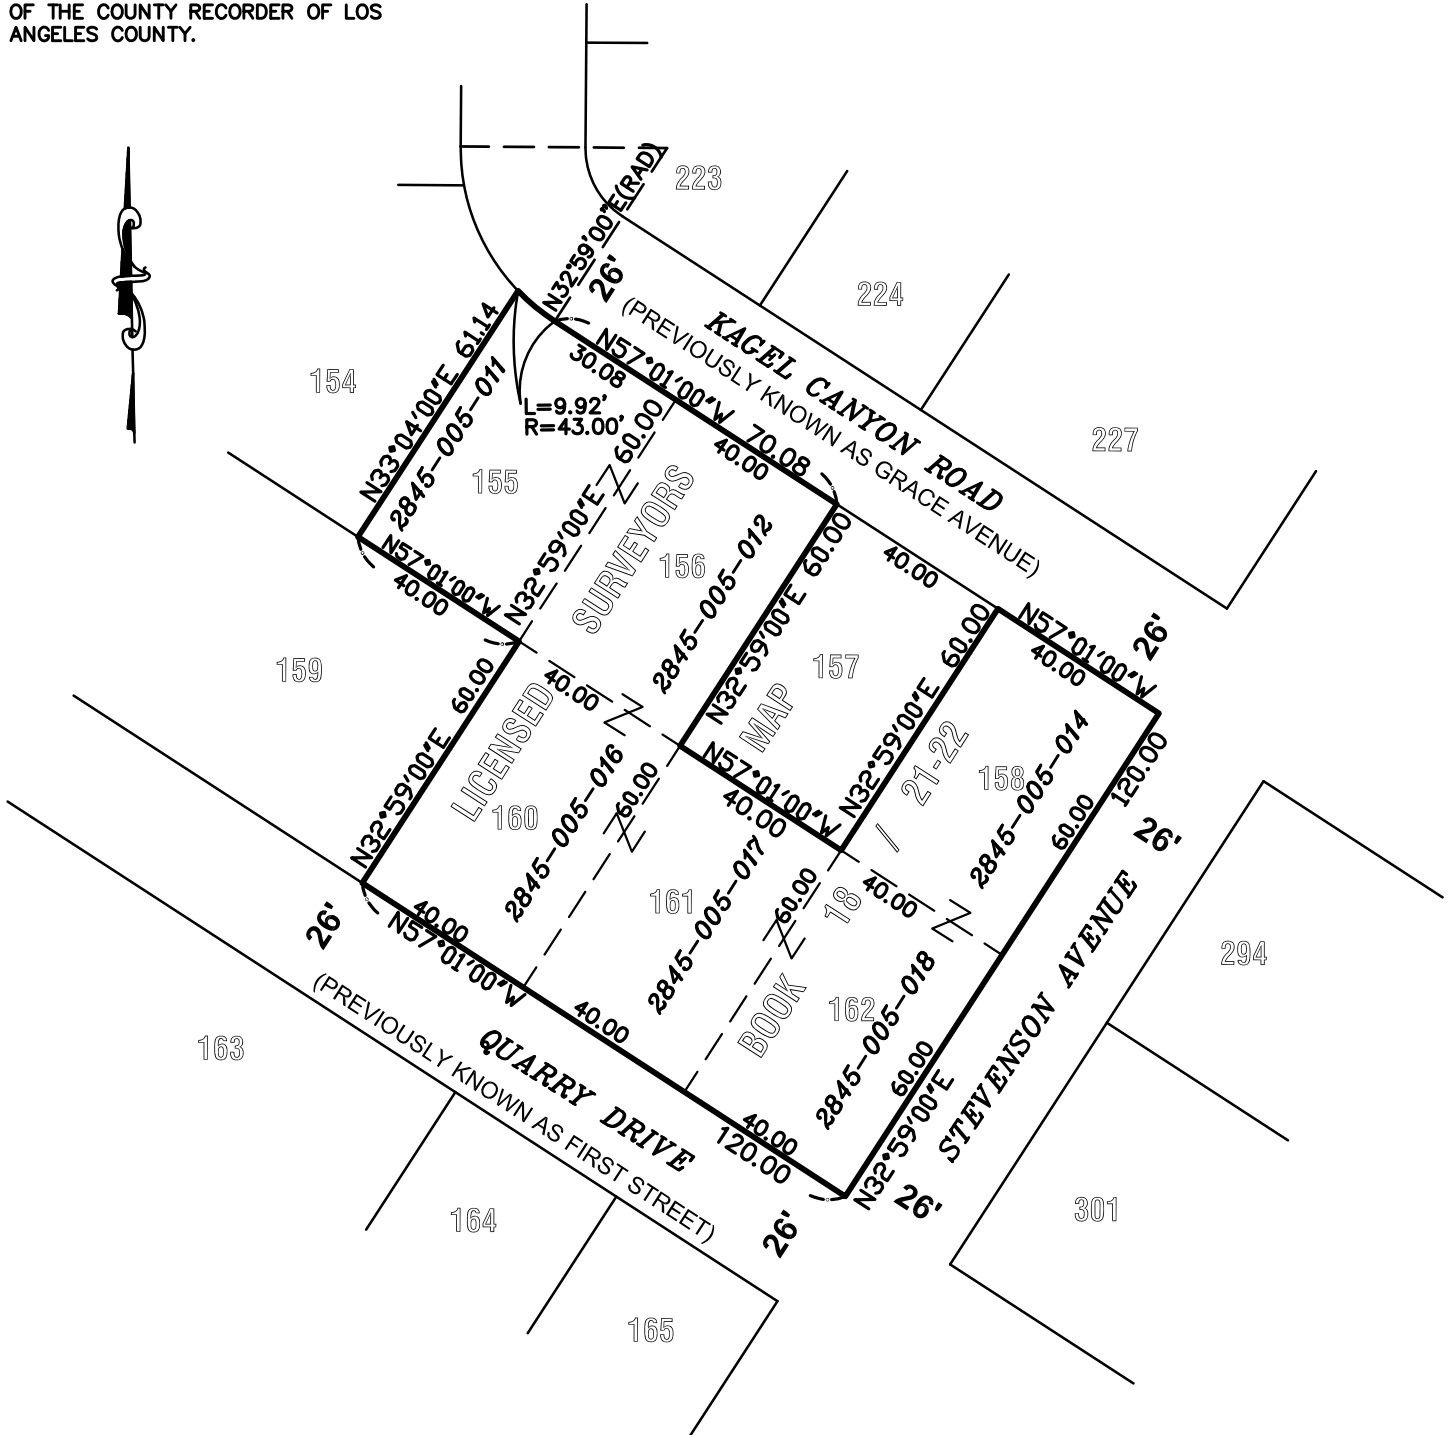 OF THE COUNTY RECORDER OF LOS
ANGELES COUNTY.
223
N32°59'00"E(RAD)
26'
224
KAGEL CANYON ROAD
(PREVIOUSLY KNOWN AS GRACE AVENUE)
227
154
N33°04'00"E 61.14
2845-005-011
155
L=9.92'
R=43.00'
30.08
N57°01'00"W 70.08
40.00
N32°59'00"E 60.00
SURVEYORS
156
2845-005-012
N32°59'00"E 60.00
40.00
157
MAP
N57°01'00"W
40.00
26'
N57°01'00"W
40.00
159
N32°59'00"E 60.00
40.00
LICENSED
160
2845-005-016
60.00
N57°01'00"W
40.00
N32°59'00"E 60.00
/ 21-22
158
2845-005-014
60.00
120.00
26'
161
2845-005-017
60.00
18
40.00
BOOK
162
2845-005-018
60.00
N32°59'00"E
STEVENSON AVENUE
294
301
26'
26'
40.00
N57°01'00"W
40.00
40.00
120.00
QUARRY DRIVE
(PREVIOUSLY KNOWN AS FIRST STREET)
26'
163
164
165